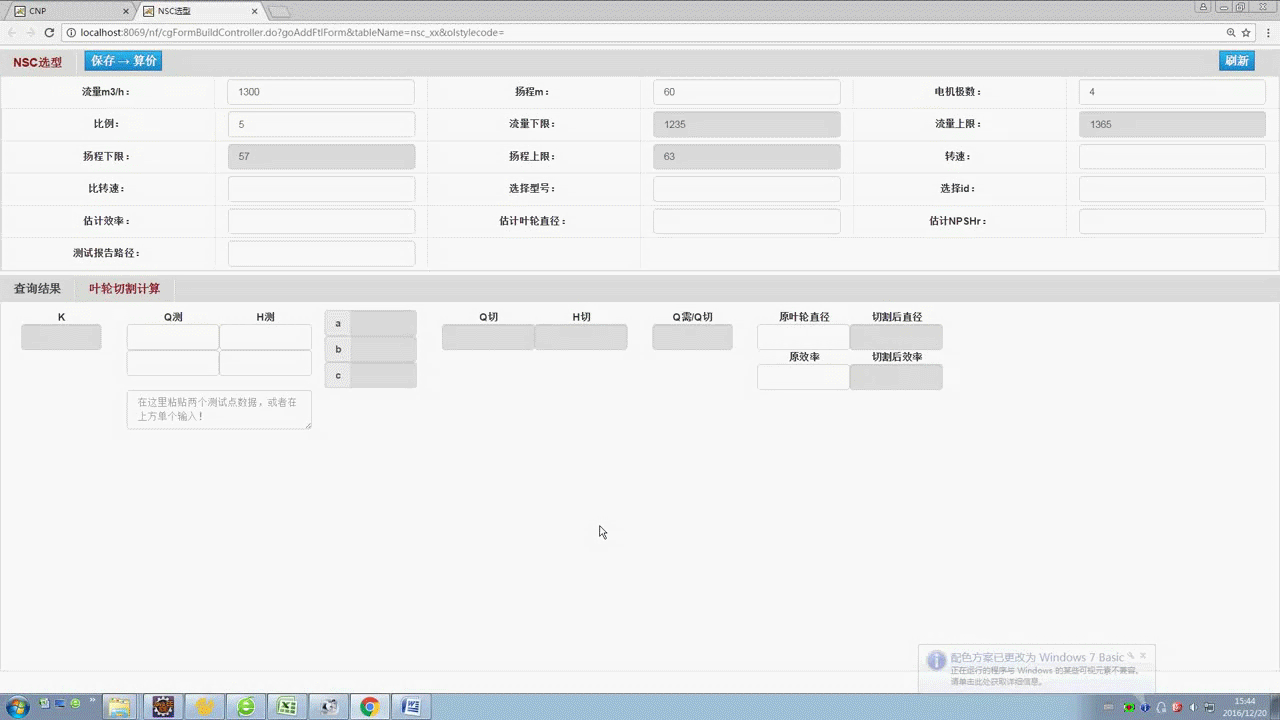 CNP
NSC选型
localhost:8069/nf/cgFormBuildController.do?goAddFtlForm&tableName=nsc_xx&olstylecode=
NSC选型 保存→算价 刷新
流量m3/h: 1300 扬程m: 60 电机极数: 4
比例: 5 流量下限: 1235 流量上限: 1365
扬程下限: 57 扬程上限: 63 转速:
比转速: 选择型号: 选择id:
估计效率: 估计叶轮直径: 估计NPSHr:
测试报告路径:
查询结果 叶轮切割计算
K Q测 H测 a Q切 H切 Q需/Q切 原叶轮直径 切割后直径
b 原效率 切割后效率
c
在这里粘贴两个测试点数据，或者在
上方单个输入！
配色方案已更改为 Windows 7 Basic
正在运行的程序与 Windows 的某些可视元素不兼容。
请单击此处获取详细信息。
15:44
2016/12/20